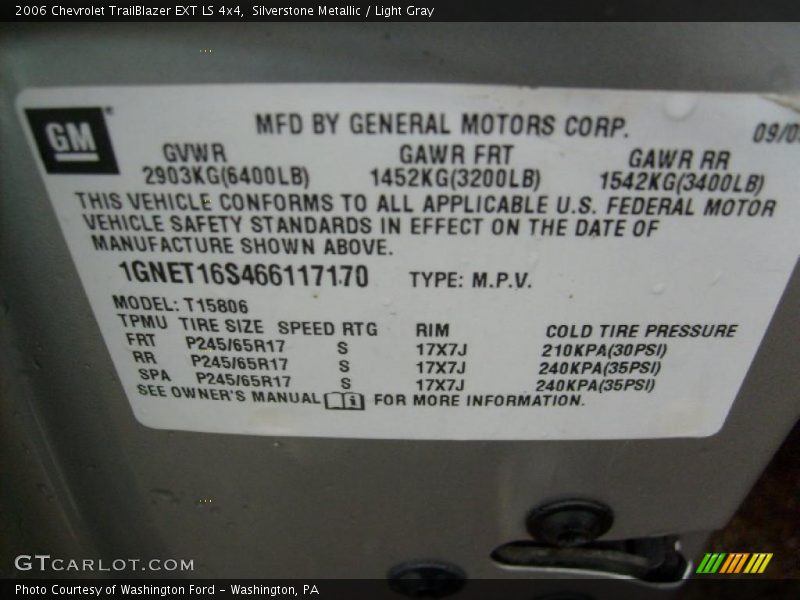 2006 Chevrolet TrailBlazer EXT LS 4x4, Silverstone Metallic / Light Gray
GM
MFD BY GENERAL MOTORS CORP.
GVWR GAWR FRT GAWR RR
2903KG(6400LB) 1452KG(3200LB) 1542KG(3400LB)
THIS VEHICLE CONFORMS TO ALL APPLICABLE U.S. FEDERAL MOTOR
VEHICLE SAFETY STANDARDS IN EFFECT ON THE DATE OF
MANUFACTURE SHOWN ABOVE.
1GNET16S466117170 TYPE: M.P.V.
MODEL: T15806
TPMU TIRE SIZE SPEED RTG RIM COLD TIRE PRESSURE
FRT P245/65R17 S 17X7J 210KPA(30PSI)
RR P245/65R17 S 17X7J 240KPA(35PSI)
SPA P245/65R17 S 17X7J 240KPA(35PSI)
SEE OWNER'S MANUAL FOR MORE INFORMATION.
GTCARLOT.COM
Photo Courtesy of Washington Ford - Washington, PA